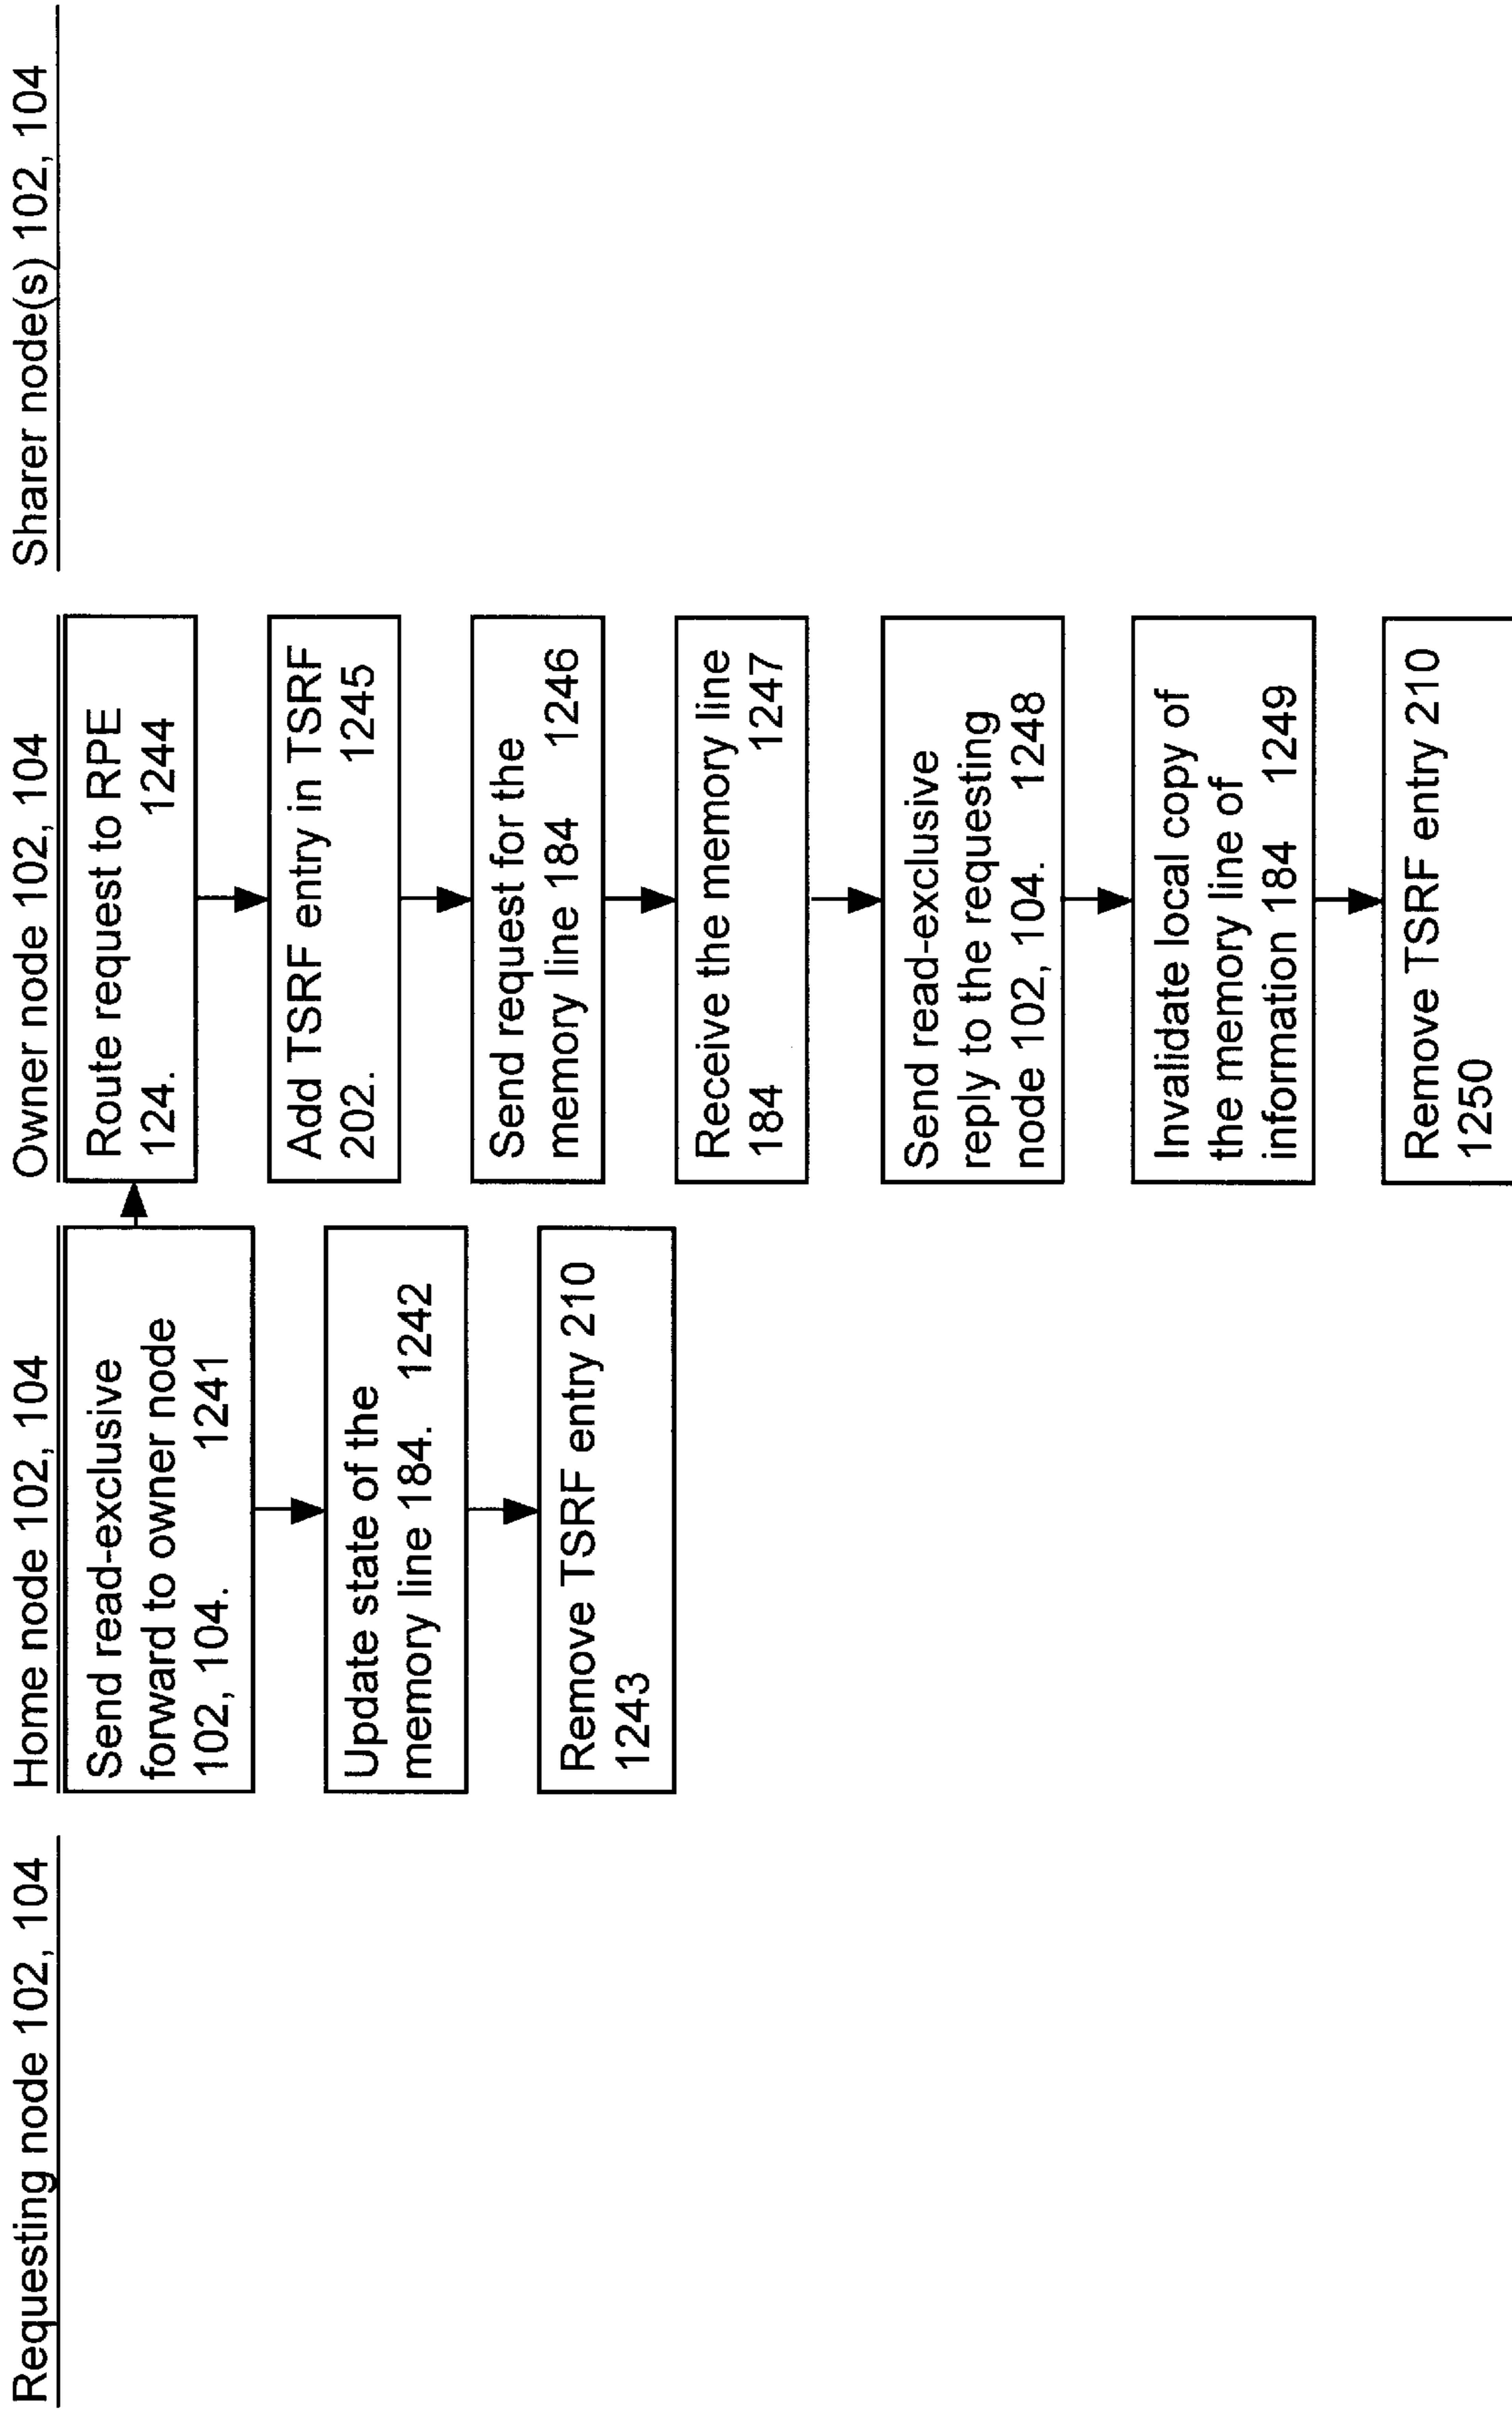 Requesting node 102, 104
Home node 102, 104
Owner node 102, 104
Sharer node(s) 102, 104
Send read-exclusive
forward to owner node
102, 104. 1241
Update state of the
memory line 184. 1242
Remove TSRF entry 210
1243
Route request to RPE
124. 1244
Add TSRF entry in TSRF
202. 1245
Send request for the
memory line 184 1246
Receive the memory line
184 1247
Send read-exclusive
reply to the requesting
node 102, 104. 1248
Invalidate local copy of
the memory line of
information 184 1249
Remove TSRF entry 210
1250